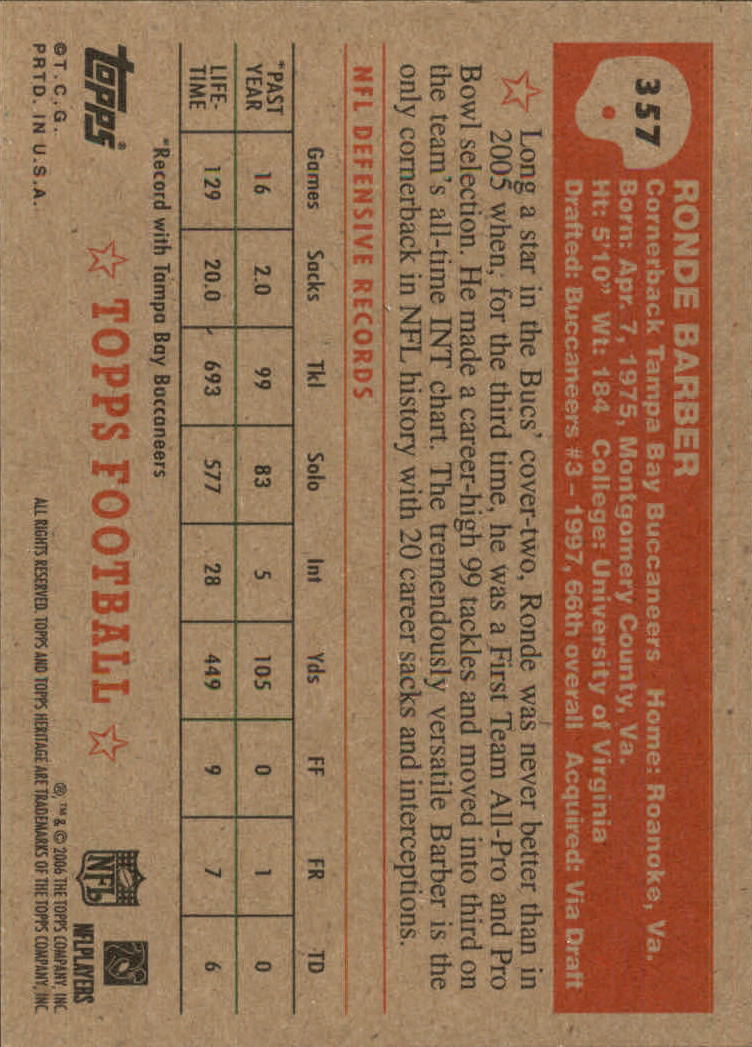 357
RONDE BARBER
Cornerback Tampa Bay Buccaneers Home: Roanoke, Va.
Born: Apr. 7, 1975, Montgomery County, Va.
Ht: 5'10" Wt: 184 College: University of Virginia
Drafted: Buccaneers #3 – 1997, 66th overall Acquired: Via Draft
Long a star in the Bucs' cover-two, Ronde was never better than in
2005 when, for the third time, he was a First Team All-Pro and Pro
Bowl selection. He made a career-high 99 tackles and moved into third on
the team's all-time INT chart. The tremendously versatile Barber is the
only cornerback in NFL history with 20 career sacks and interceptions.
NFL DEFENSIVE RECORDS
Games Sacks Tkl Solo Int Yds FF FR TD
*PAST YEAR 16 2.0 99 83 5 105 0 1 0
LIFE-TIME 129 20.0 693 577 28 449 9 7 6
*Record with Tampa Bay Buccaneers
topps®
☆ TOPPS FOOTBALL ☆
NFL
NFLPLAYERS
©T.C.G.
PRTD. IN U.S.A.
®, ™ & © 2006 THE TOPPS COMPANY, INC
ALL RIGHTS RESERVED. TOPPS AND TOPPS HERITAGE ARE TRADEMARKS OF THE TOPPS COMPANY, INC